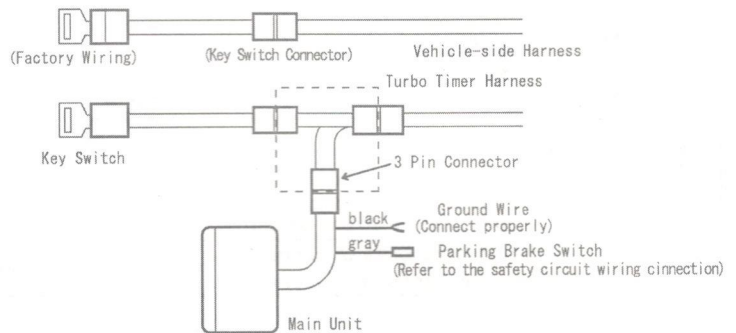 (Factory Wiring)
(Key Switch Connector)
Vehicle-side Harness
Turbo Timer Harness
Key Switch
3 Pin Connector
black
Ground Wire
(Connect properly)
gray
Parking Brake Switch
(Refer to the safety circuit wiring cinnection)
Main Unit